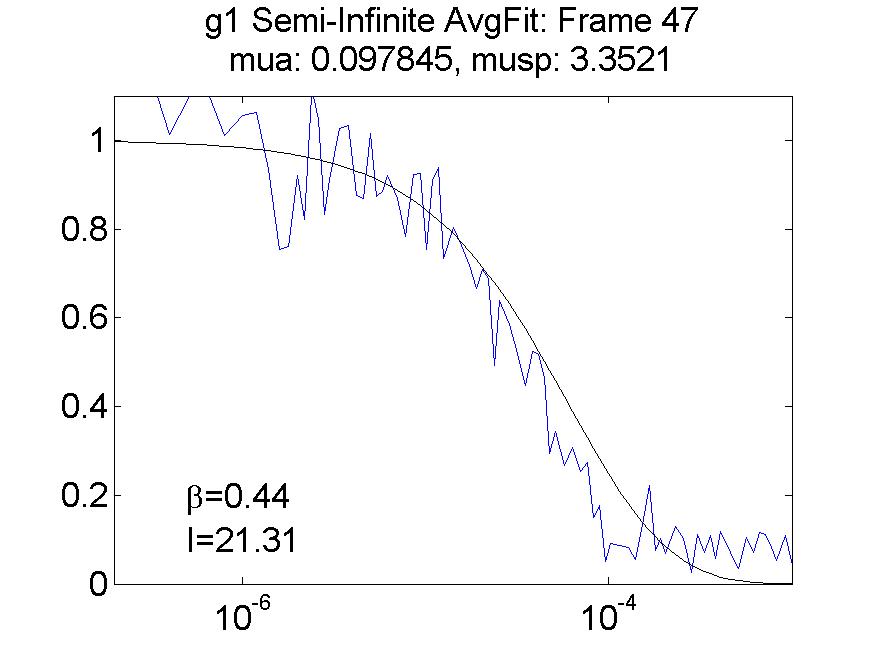 g1 Semi-Infinite AvgFit: Frame 47
mua: 0.097845, musp: 3.3521
1
0.8
0.6
0.4
0.2
0
β=0.44
I=21.31
10^-6
10^-4